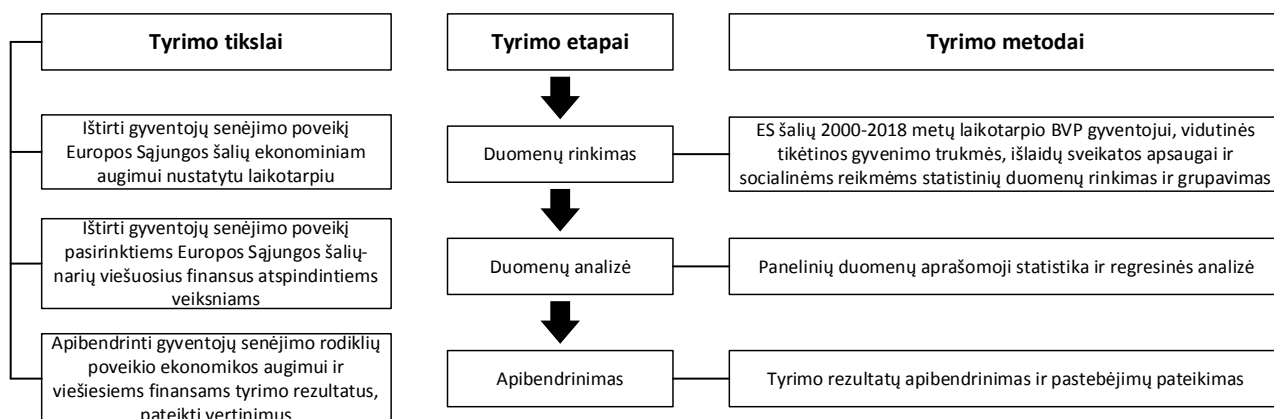 Tyrimo tikslai
Ištirti gyventojų senėjimo poveikį
Europos Sąjungos šalių ekonominiam
augimui nustatytu laikotarpiu
Ištirti gyventojų senėjimo poveikį
pasirinktiems Europos Sąjungos šalių-
narių viešuosius finansus atspindintiems
veiksniams
Apibendrinti gyventojų senėjimo rodiklių
poveikio ekonomikos augimui ir
viešiesiems finansams tyrimo rezultatus,
pateikti vertinimus
Tyrimo etapai
Duomenų rinkimas
Duomenų analizė
Apibendrinimas
Tyrimo metodai
ES šalių 2000-2018 metų laikotarpio BVP gyventojui, vidutinės
tikėtinos gyvenimo trukmės, išlaidų sveikatos apsaugai ir
socialinėms reikmėms statistinių duomenų rinkimas ir grupavimas
Panelinių duomenų aprašomoji statistika ir regresinės analizė
Tyrimo rezultatų apibendrinimas ir pastebėjimų pateikimas